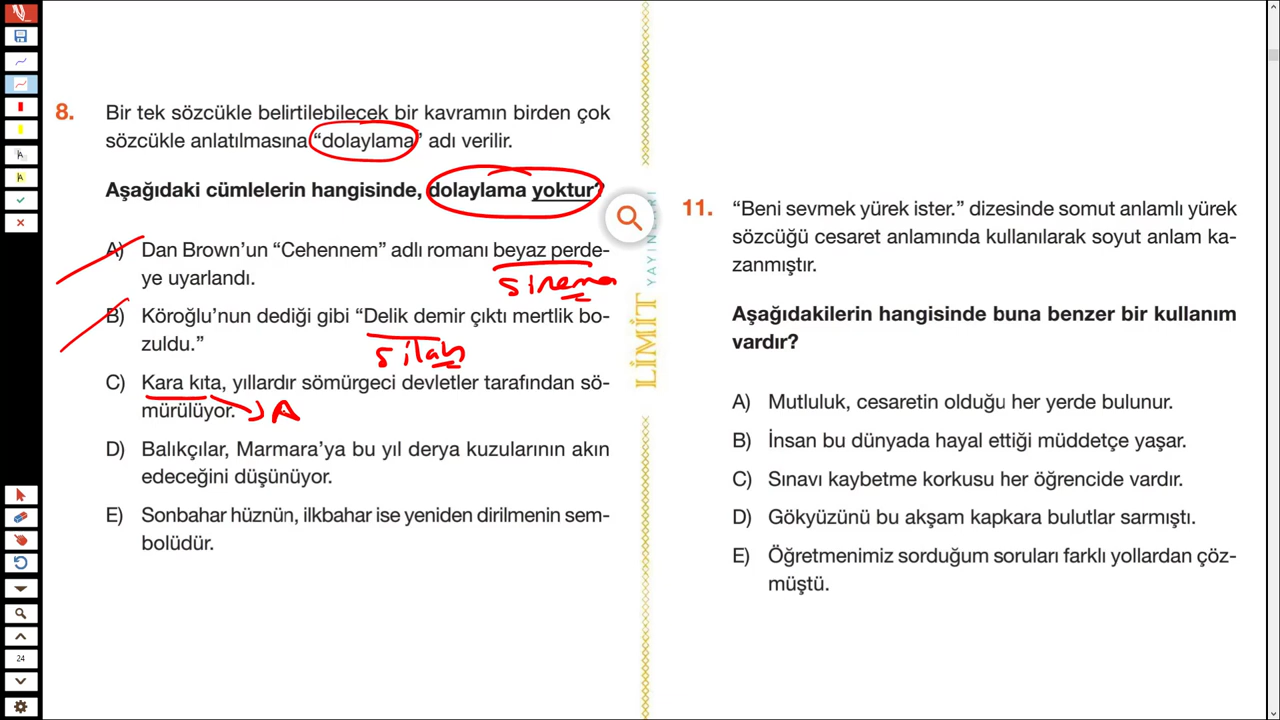 8. Bir tek sözcükle belirtilebilecek bir kavramın birden çok
sözcükle anlatılmasına “dolaylama” adı verilir.
Aşağıdaki cümlelerin hangisinde, dolaylama yoktur?
A) Dan Brown’un “Cehennem” adlı romanı beyaz perde-
ye uyarlandı.
sinema
B) Köroğlu’nun dediği gibi “Delik demir çıktı mertlik bo-
zuldu.”
silah
C) Kara kıta, yıllardır sömürgeci devletler tarafından sö-
mürülüyor.
A
D) Balıkçılar, Marmara’ya bu yıl derya kuzularının akın
edeceğini düşünüyor.
E) Sonbahar hüznün, ilkbahar ise yeniden dirilmenin sem-
bolüdür.
LİMİT YAYINLARI
11. “Beni sevmek yürek ister.” dizesinde somut anlamlı yürek
sözcüğü cesaret anlamında kullanılarak soyut anlam ka-
zanmıştır.
Aşağıdakilerin hangisinde buna benzer bir kullanım
vardır?
A) Mutluluk, cesaretin olduğu her yerde bulunur.
B) İnsan bu dünyada hayal ettiği müddetçe yaşar.
C) Sınavı kaybetme korkusu her öğrencide vardır.
D) Gökyüzünü bu akşam kapkara bulutlar sarmıştı.
E) Öğretmenimiz sorduğum soruları farklı yollardan çöz-
müştü.
24